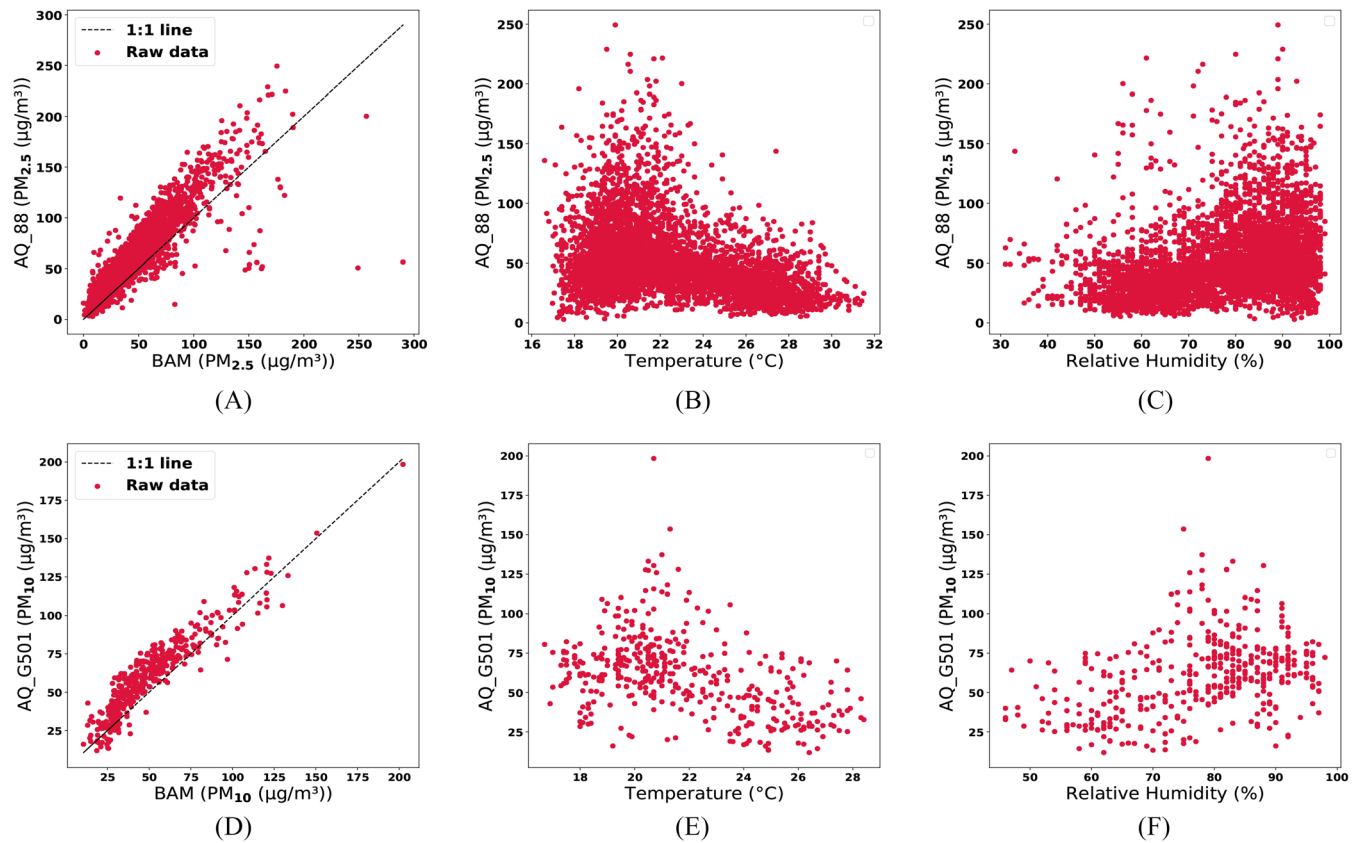 1:1 line
Raw data
AQ_88 (PM2.5 (µg/m³))
300
250
200
150
100
50
0
0 50 100 150 200 250 300
BAM (PM2.5 (µg/m³))
(A)
AQ_88 (PM2.5 (µg/m³))
250
200
150
100
50
0
16 18 20 22 24 26 28 30 32
Temperature (°C)
(B)
AQ_88 (PM2.5 (µg/m³))
250
200
150
100
50
0
30 40 50 60 70 80 90 100
Relative Humidity (%)
(C)
1:1 line
Raw data
AQ_G501 (PM10 (µg/m³))
200
175
150
125
100
75
50
25
25 50 75 100 125 150 175 200
BAM (PM10 (µg/m³))
(D)
AQ_G501 (PM10 (µg/m³))
200
175
150
125
100
75
50
25
18 20 22 24 26 28
Temperature (°C)
(E)
AQ_G501 (PM10 (µg/m³))
200
175
150
125
100
75
50
25
50 60 70 80 90 100
Relative Humidity (%)
(F)